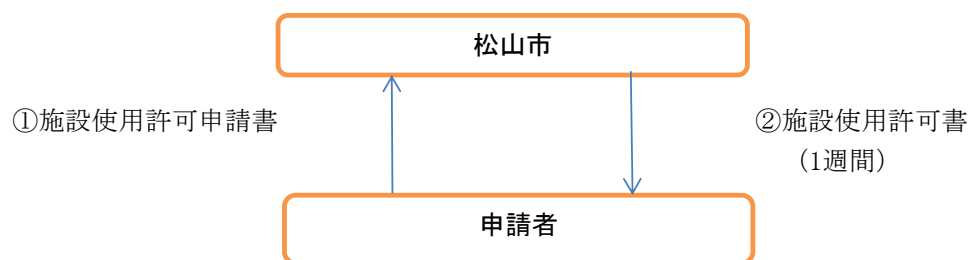 松山市
①施設使用許可申請書
②施設使用許可書
（1週間）
申請者